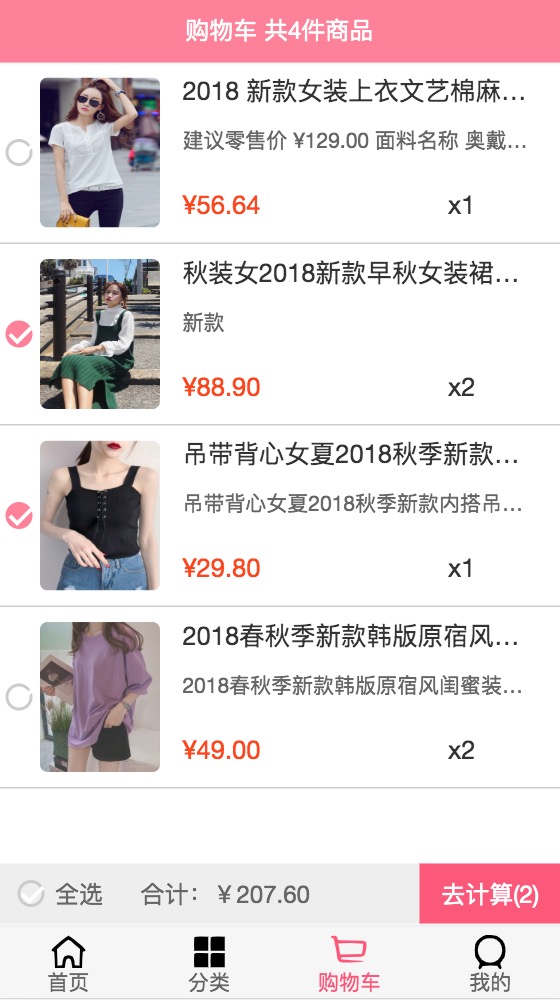 购物车 共4件商品
2018 新款女装上衣文艺棉麻...
建议零售价 ¥129.00 面料名称 奥戴...
¥56.64 x1
秋装女2018新款早秋女装裙...
新款
¥88.90 x2
吊带背心女夏2018秋季新款...
吊带背心女夏2018秋季新款内搭吊...
¥29.80 x1
2018春秋季新款韩版原宿风...
2018春秋季新款韩版原宿风闺蜜装...
¥49.00 x2
全选 合计：￥207.60 去计算(2)
首页 分类 购物车 我的